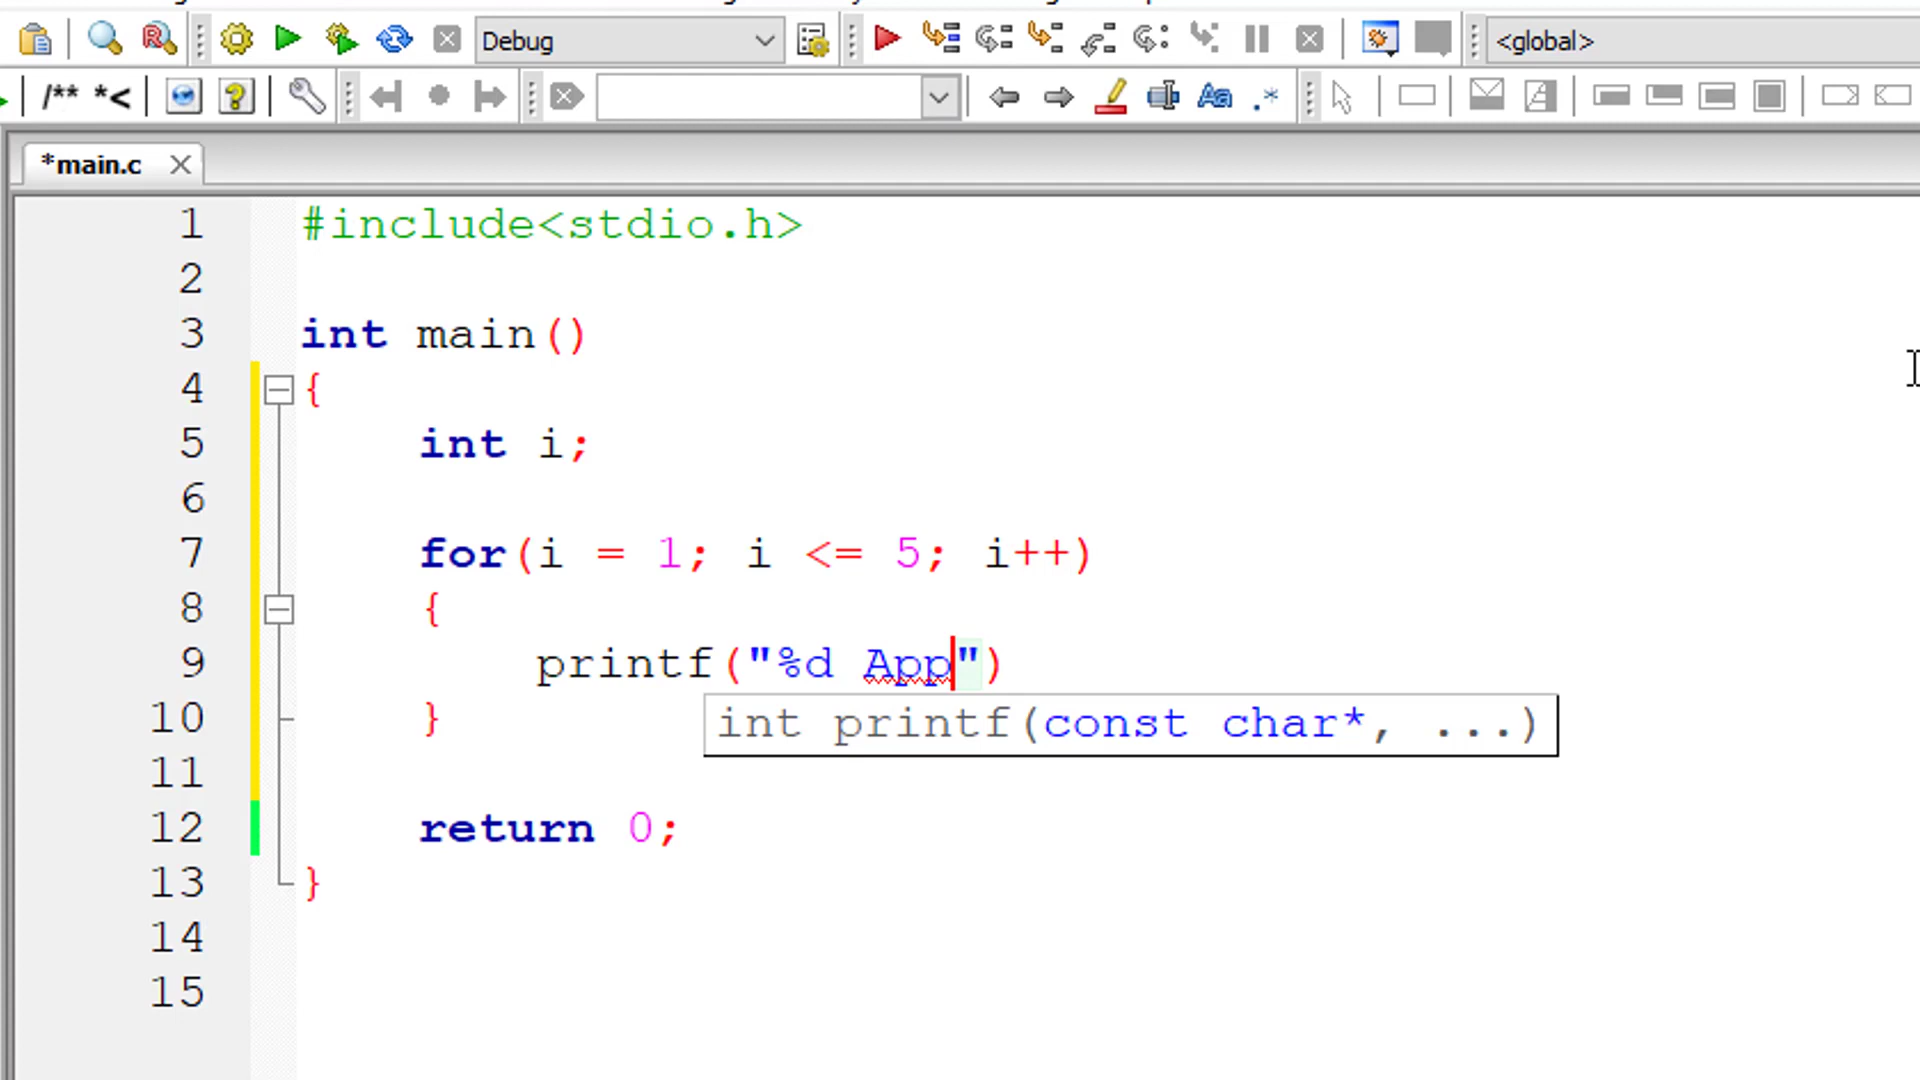 Debug
<global>
/** *<
Aa
.*
*main.c
1 #include<stdio.h>
2
3 int main()
4 {
5 int i;
6
7 for(i = 1; i <= 5; i++)
8 {
9 printf("%d App")
int printf(const char*, ...)
10 }
11
12 return 0;
13 }
14
15